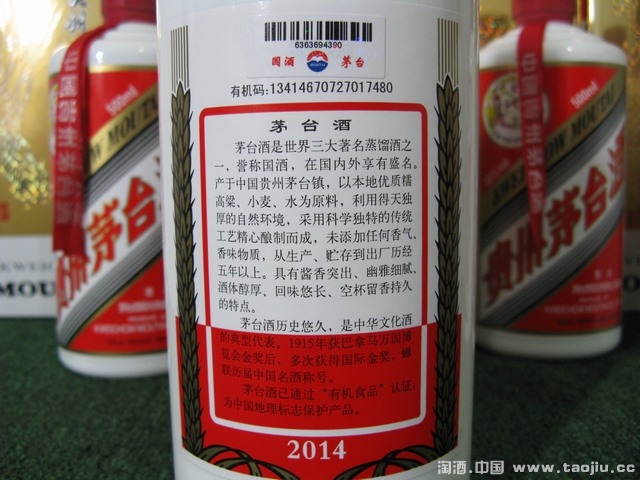 6363694390
国酒 茅台
有机码:13414670727017480
茅台酒
茅台酒是世界三大著名蒸馏酒之
一，誉称国酒，在国内外享有盛名。
产于中国贵州茅台镇，以本地优质糯
高粱、小麦、水为原料，利用得天独
厚的自然环境，采用科学独特的传统
工艺精心酿制而成，未添加任何香气、
香味物质，从生产、贮存到出厂历经
五年以上。具有酱香突出、幽雅细腻、
酒体醇厚、回味悠长、空杯留香持久
的特点。
茅台酒历史悠久，是中华文化酒
的典型代表。1915年获巴拿马万国博
览会金奖后，多次获得国际金奖，蝉
联历届中国名酒称号。
茅台酒已通过“有机食品”认证，
为中国地理标志保护产品。
2014
500ml
贵州茅台酒
500ml
贵州茅台酒
淘酒.中国 www.taojiu.cc